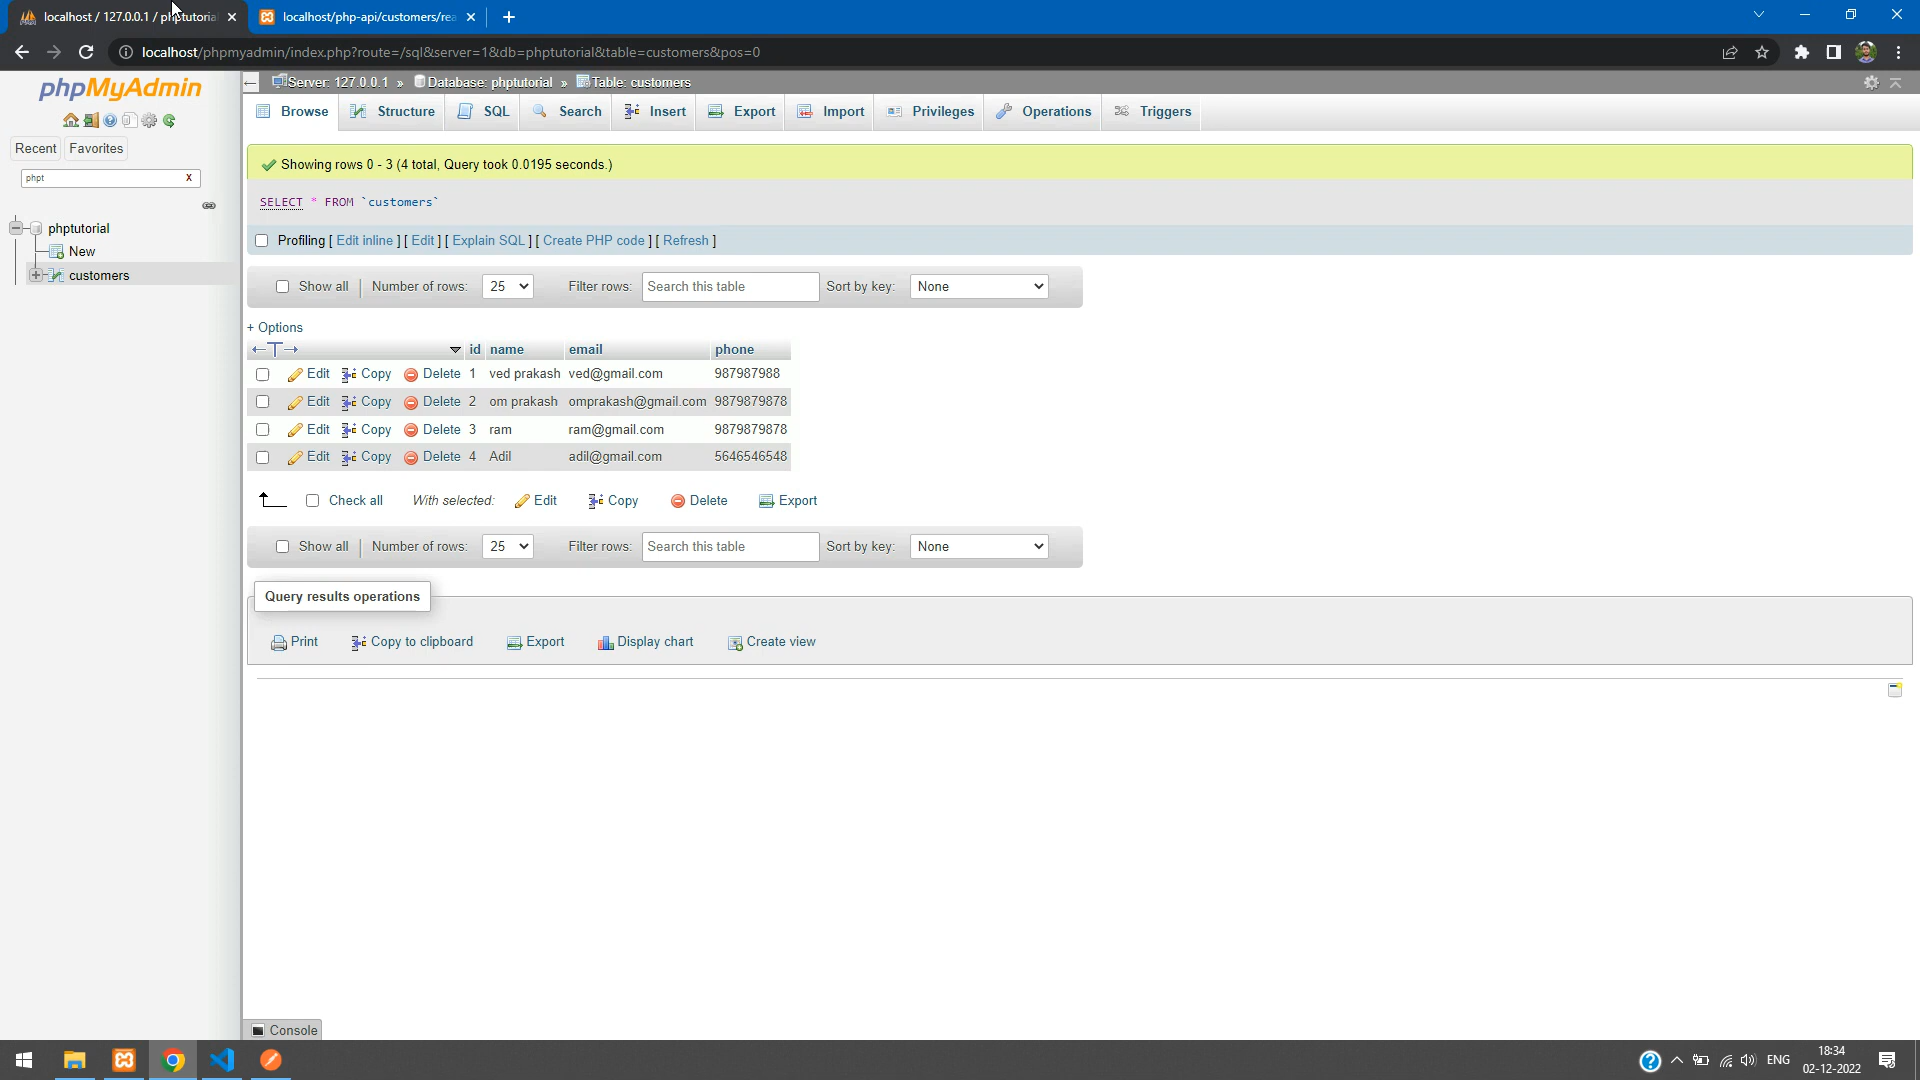 localhost / 127.0.0.1 / phptutorial
localhost/php-api/customers/rea
localhost/phpmyadmin/index.php?route=/sql&server=1&db=phptutorial&table=customers&pos=0
phpMyAdmin
Server: 127.0.0.1 » Database: phptutorial » Table: customers
Browse Structure SQL Search Insert Export Import Privileges Operations Triggers
Recent Favorites
phpt X
phptutorial
New
customers
Showing rows 0 - 3 (4 total, Query took 0.0195 seconds.)
SELECT * FROM `customers`
Profiling [ Edit inline ] [ Edit ] [ Explain SQL ] [ Create PHP code ] [ Refresh ]
Show all Number of rows: 25 Filter rows: Search this table Sort by key: None
+ Options
←T→ id name email phone
Edit Copy Delete 1 ved prakash ved@gmail.com 987987988
Edit Copy Delete 2 om prakash omprakash@gmail.com 9879879878
Edit Copy Delete 3 ram ram@gmail.com 9879879878
Edit Copy Delete 4 Adil adil@gmail.com 5646546548
Check all With selected: Edit Copy Delete Export
Show all Number of rows: 25 Filter rows: Search this table Sort by key: None
Query results operations
Print Copy to clipboard Export Display chart Create view
Console
ENG
18:34
02-12-2022